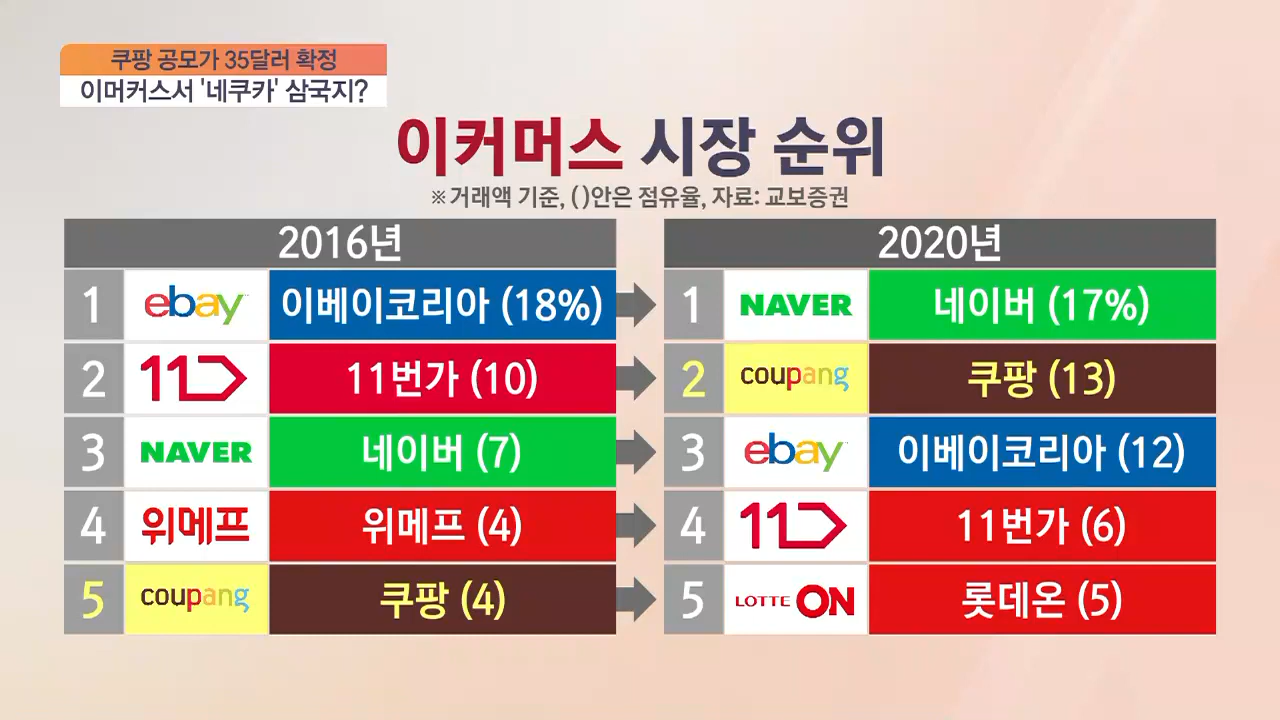 쿠팡 공모가 35달러 확정
이머커스서 '네쿠카' 삼국지?
이커머스 시장 순위
※거래액 기준, ( )안은 점유율, 자료: 교보증권
2016년
1 ebay 이베이코리아 (18%)
2 11 11번가 (10)
3 NAVER 네이버 (7)
4 위메프 위메프 (4)
5 coupang 쿠팡 (4)
2020년
1 NAVER 네이버 (17%)
2 coupang 쿠팡 (13)
3 ebay 이베이코리아 (12)
4 11 11번가 (6)
5 LOTTE ON 롯데온 (5)